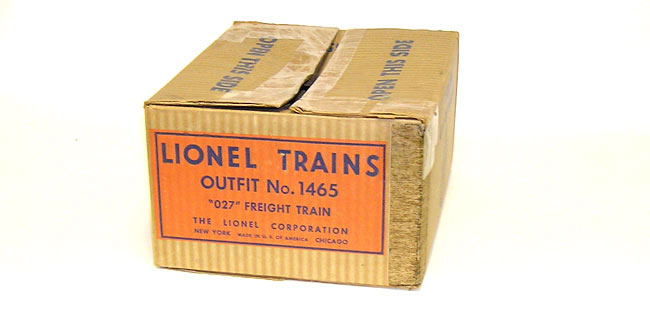 OPEN THIS SIDE
OPEN THIS SIDE
LIONEL TRAINS
OUTFIT No. 1465
"027" FREIGHT TRAIN
THE LIONEL CORPORATION
NEW YORK MADE IN U. S. OF AMERICA CHICAGO